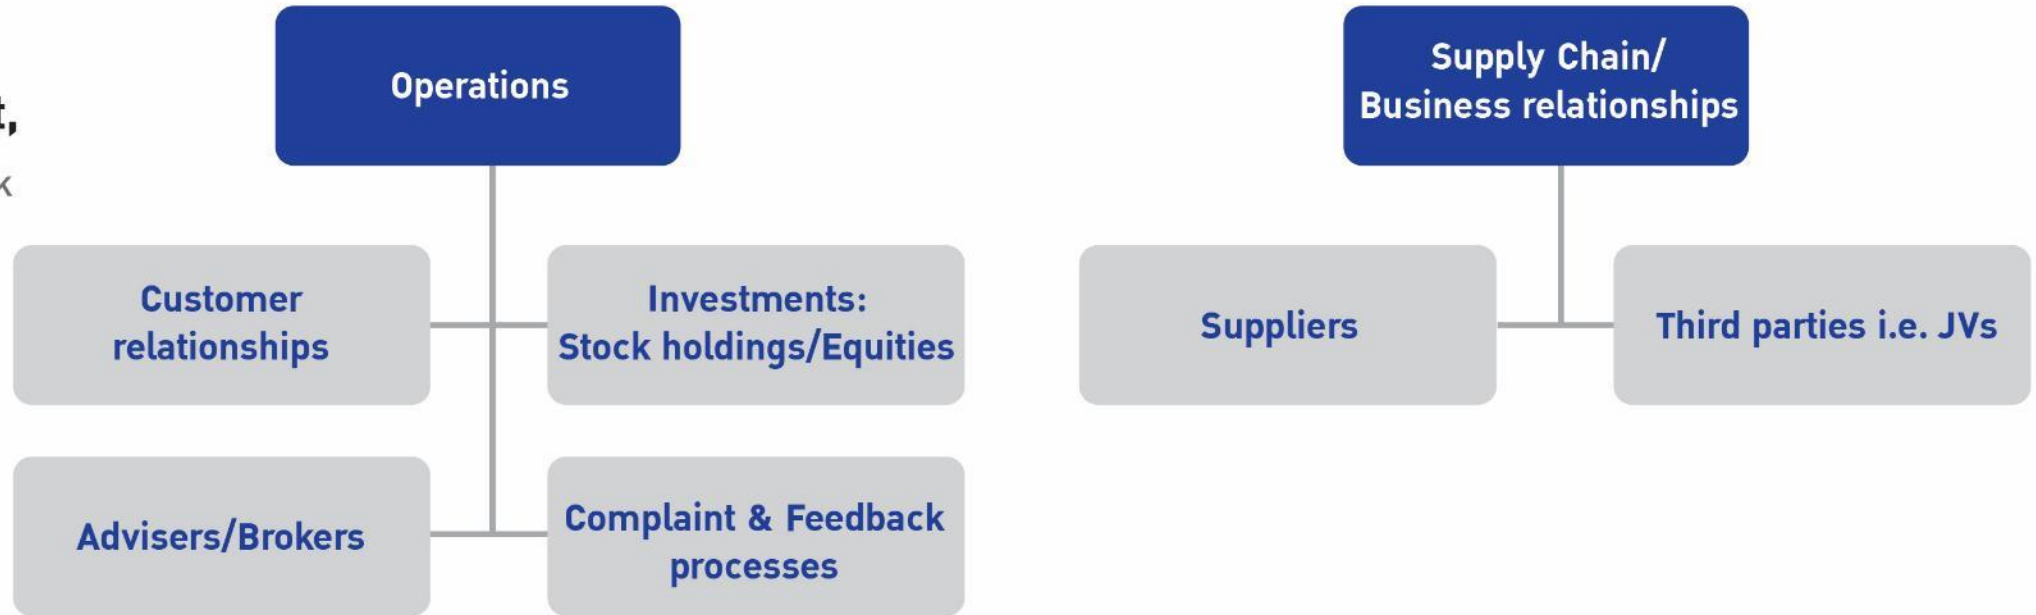 Operations
Supply Chain/
Business relationships
Customer
relationships
Investments:
Stock holdings/Equities
Suppliers
Third parties i.e. JVs
Advisers/Brokers
Complaint & Feedback
processes